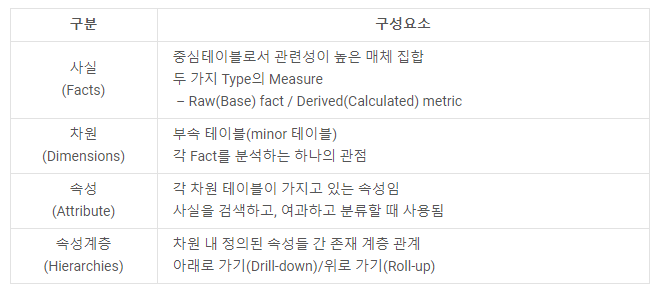 구분 구성요소
사실
(Facts)
중심테이블로서 관련성이 높은 매체 집합
두 가지 Type의 Measure
– Raw(Base) fact / Derived(Calculated) metric
차원
(Dimensions)
부속 테이블(minor 테이블)
각 Fact를 분석하는 하나의 관점
속성
(Attribute)
각 차원 테이블이 가지고 있는 속성임
사실을 검색하고, 여과하고 분류할 때 사용됨
속성계층
(Hierarchies)
차원 내 정의된 속성들 간 존재 계층 관계
아래로 가기(Drill-down)/위로 가기(Roll-up)